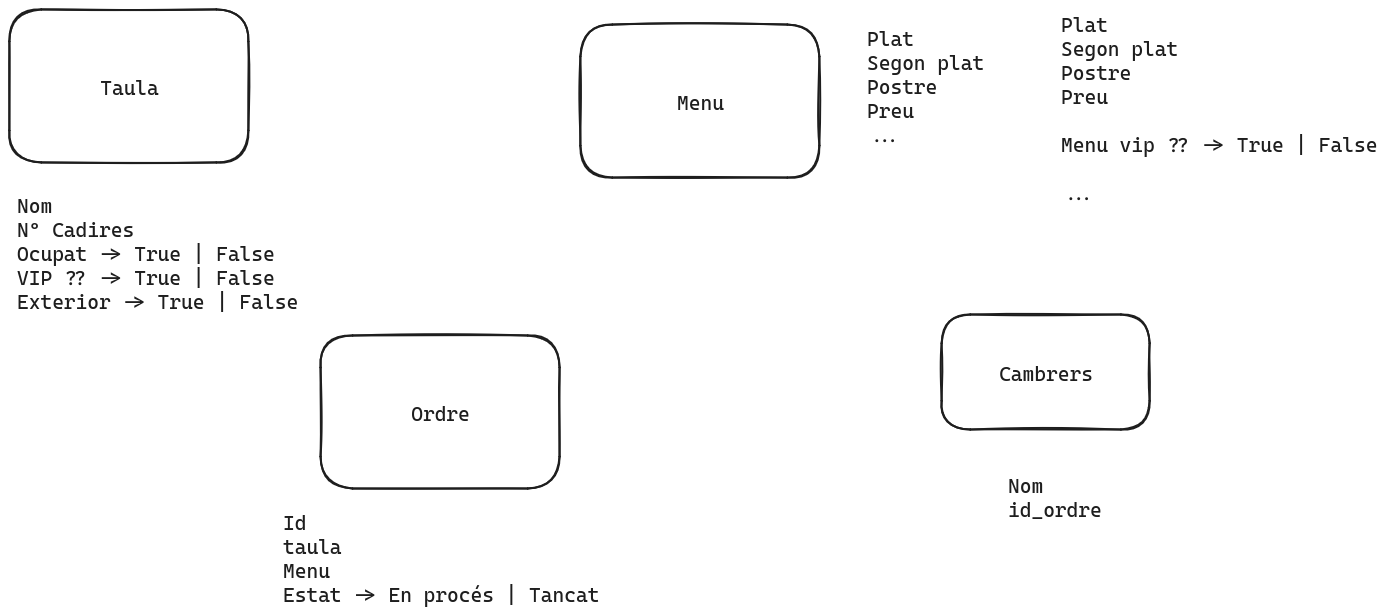 Taula
Nom
Nº Cadires
Ocupat → True | False
VIP ?? → True | False
Exterior → True | False
Menu
Plat
Segon plat
Postre
Preu
...
Plat
Segon plat
Postre
Preu
Menu vip ?? → True | False
...
Ordre
Id
taula
Menu
Estat → En procés | Tancat
Cambrers
Nom
id_ordre